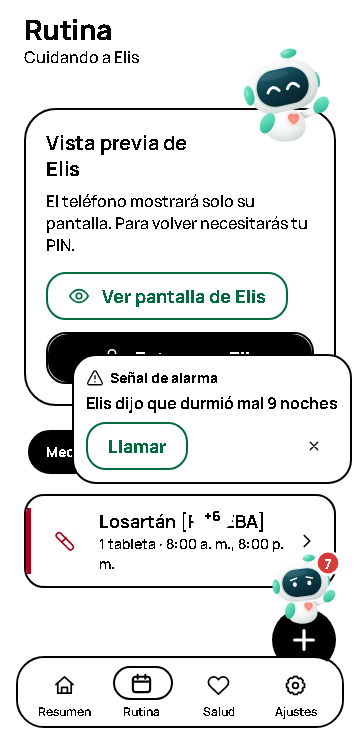 Rutina
Cuidando a Elis
Vista previa de
Elis
El teléfono mostrará solo su
pantalla. Para volver necesitarás tu
PIN.
Ver pantalla de Elis
Señal de alarma
Elis dijo que durmió mal 9 noches
Llamar
Losartán
+6
1 tableta · 8:00 a. m., 8:00 p.
m.
7
Resumen
Rutina
Salud
Ajustes